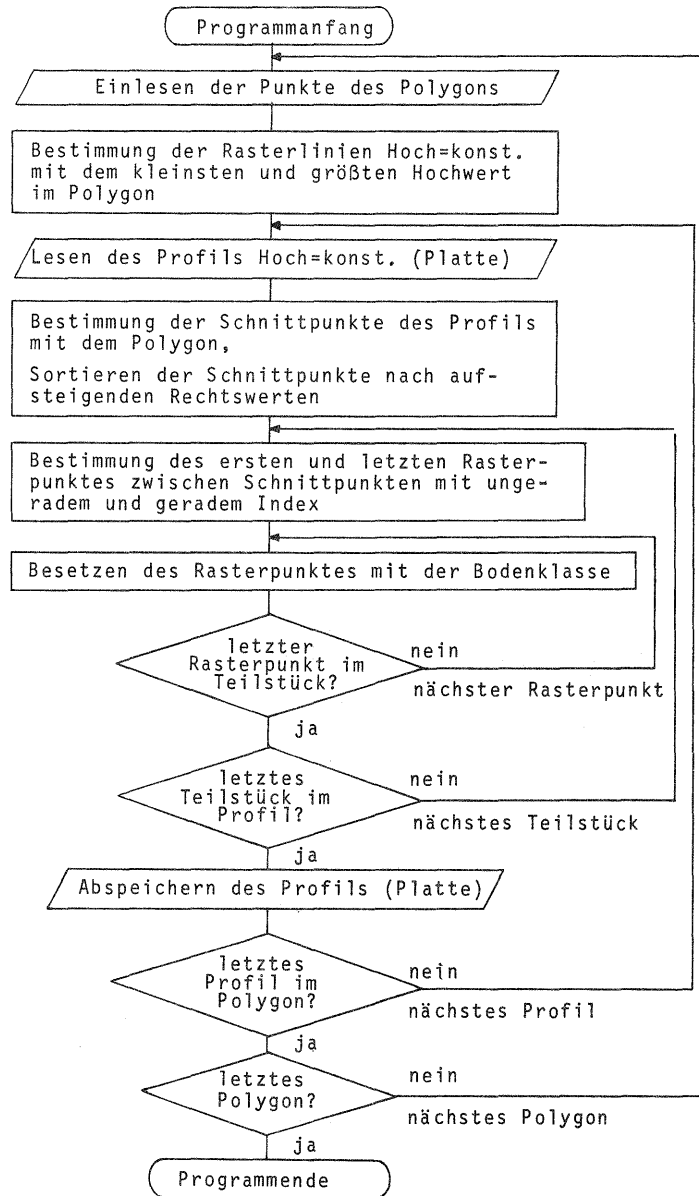 Programmanfang
Einlesen der Punkte des Polygons
Bestimmung der Rasterlinien Hoch=konst.
mit dem kleinsten und größten Hochwert
im Polygon
Lesen des Profils Hoch=konst. (Platte)
Bestimmung der Schnittpunkte des Profils
mit dem Polygon,
Sortieren der Schnittpunkte nach auf-
steigenden Rechtswerten
Bestimmung des ersten und letzten Raster-
punktes zwischen Schnittpunkten mit unge-
radem und geradem Index
Besetzen des Rasterpunktes mit der Bodenklasse
letzter
Rasterpunkt im
Teilstück?
nein
nächster Rasterpunkt
ja
letztes
Teilstück im
Profil?
nein
nächstes Teilstück
ja
Abspeichern des Profils (Platte)
letztes
Profil im
Polygon?
nein
nächstes Profil
ja
letztes
Polygon?
nein
nächstes Polygon
ja
Programmende